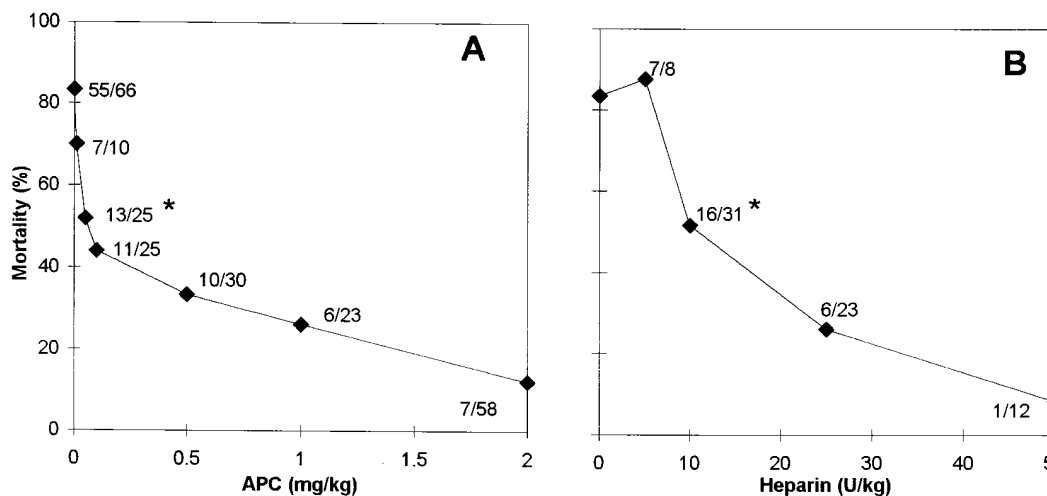 100
A
B
7/8
80
55/66
7/10
Mortality (%)
60
13/25 *
16/31 *
11/25
40
10/30
6/23
6/23
20
7/58
1/12
0
0 0.5 1 1.5 2
0 10 20 30 40 5
APC (mg/kg)
Heparin (U/kg)